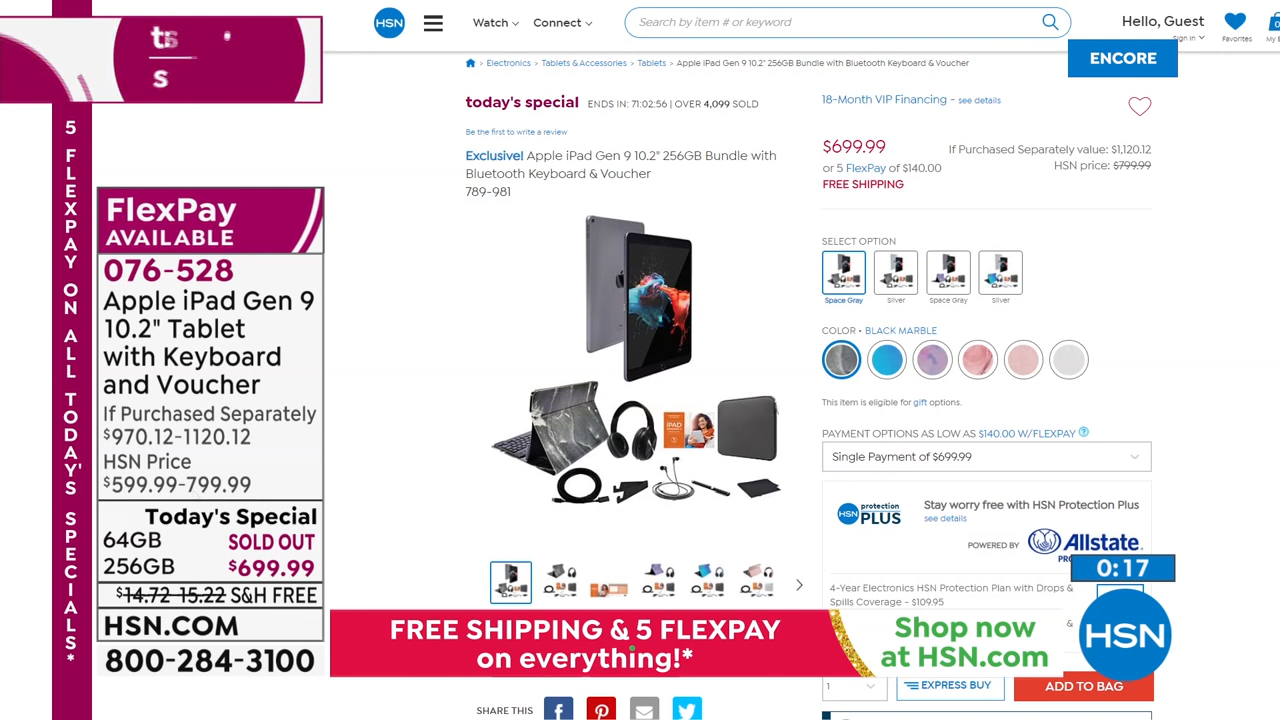 5 FLEXPAY ON ALL TODAY'S SPECIALS*
FlexPay
AVAILABLE
076-528
Apple iPad Gen 9
10.2" Tablet
with Keyboard
and Voucher
If Purchased Separately
$970.12-1120.12
HSN Price
$599.99-799.99
Today's Special
64GB SOLD OUT
256GB $699.99
$14.72-15.22 S&H FREE
HSN.COM
800-284-3100
HSN
Watch
Connect
Search by item # or keyword
Hello, Guest
Sign In
Favorites
ENCORE
> Electronics > Tablets & Accessories > Tablets > Apple iPad Gen 9 10.2" 256GB Bundle with Bluetooth Keyboard & Voucher
today's special ENDS IN: 71:02:56 | OVER 4,099 SOLD
Be the first to write a review
Exclusive! Apple iPad Gen 9 10.2" 256GB Bundle with
Bluetooth Keyboard & Voucher
789-981
18-Month VIP Financing - see details
$699.99
If Purchased Separately value: $1,120.12
or 5 FlexPay of $140.00
HSN price: $799.99
FREE SHIPPING
SELECT OPTION
Space Gray
Silver
Space Gray
Silver
COLOR • BLACK MARBLE
This item is eligible for gift options.
PAYMENT OPTIONS AS LOW AS $140.00 W/FLEXPAY ?
Single Payment of $699.99
HSN protection PLUS
Stay worry free with HSN Protection Plus
see details
POWERED BY Allstate.
0:17
4-Year Electronics HSN Protection Plan with Drops &
Spills Coverage - $109.95
&
FREE SHIPPING & 5 FLEXPAY
on everything!*
Shop now
at HSN.com
HSN
1
EXPRESS BUY
ADD TO BAG
SHARE THIS